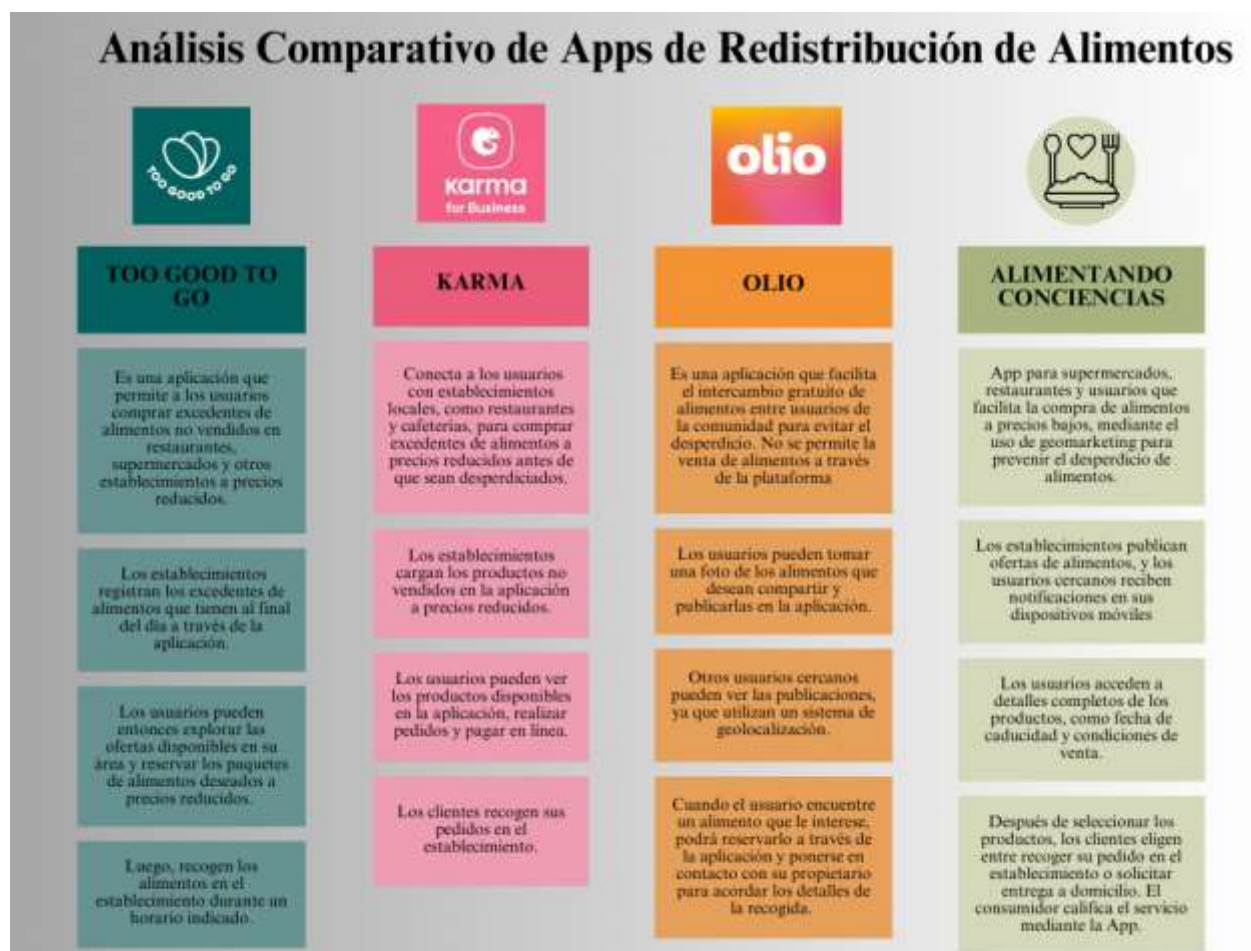 Análisis Comparativo de Apps de Redistribución de Alimentos
TOO GOOD TO GO
Karma
for Business
olio
TOO GOOD TO
GO
Es una aplicación que
permite a los usuarios
comprar excedentes de
alimentos no vendidos en
restaurantes,
supermercados y otros
establecimientos a precios
reducidos.
Los establecimientos
registran los excedentes de
alimentos que tienen al final
del día a través de la
aplicación.
Los usuarios pueden
entonces explorar las
ofertas disponibles en su
área y reservar los paquetes
de alimentos deseados a
precios reducidos.
Luego, recogen los
alimentos en el
establecimiento durante un
horario indicado.
KARMA
Conecta a los usuarios
con establecimientos
locales, como restaurantes
y cafeterías, para comprar
excedentes de alimentos a
precios reducidos antes de
que sean desperdiciados.
Los establecimientos
cargan los productos no
vendidos en la aplicación
a precios reducidos.
Los usuarios pueden ver
los productos disponibles
en la aplicación, realizar
pedidos y pagar en línea.
Los clientes recogen sus
pedidos en el
establecimiento.
OLIO
Es una aplicación que facilita
el intercambio gratuito de
alimentos entre usuarios de
la comunidad para evitar el
desperdicio. No se permite la
venta de alimentos a través
de la plataforma
Los usuarios pueden tomar
una foto de los alimentos que
desean compartir y
publicarlas en la aplicación.
Otros usuarios cercanos
pueden ver las publicaciones,
ya que utilizan un sistema de
geolocalización.
Cuando el usuario encuentre
un alimento que le interese,
podrá reservarlo a través de
la aplicación y ponerse en
contacto con su propietario
para acordar los detalles de
la recogida.
ALIMENTANDO
CONCIENCIAS
App para supermercados,
restaurantes y usuarios que
facilita la compra de alimentos
a precios bajos, mediante el
uso de geomarketing para
prevenir el desperdicio de
alimentos.
Los establecimientos publican
ofertas de alimentos, y los
usuarios cercanos reciben
notificaciones en sus
dispositivos móviles
Los usuarios acceden a
detalles completos de los
productos, como fecha de
caducidad y condiciones de
venta.
Después de seleccionar los
productos, los clientes eligen
entre recoger su pedido en el
establecimiento o solicitar
entrega a domicilio. El
consumidor califica el servicio
mediante la App.